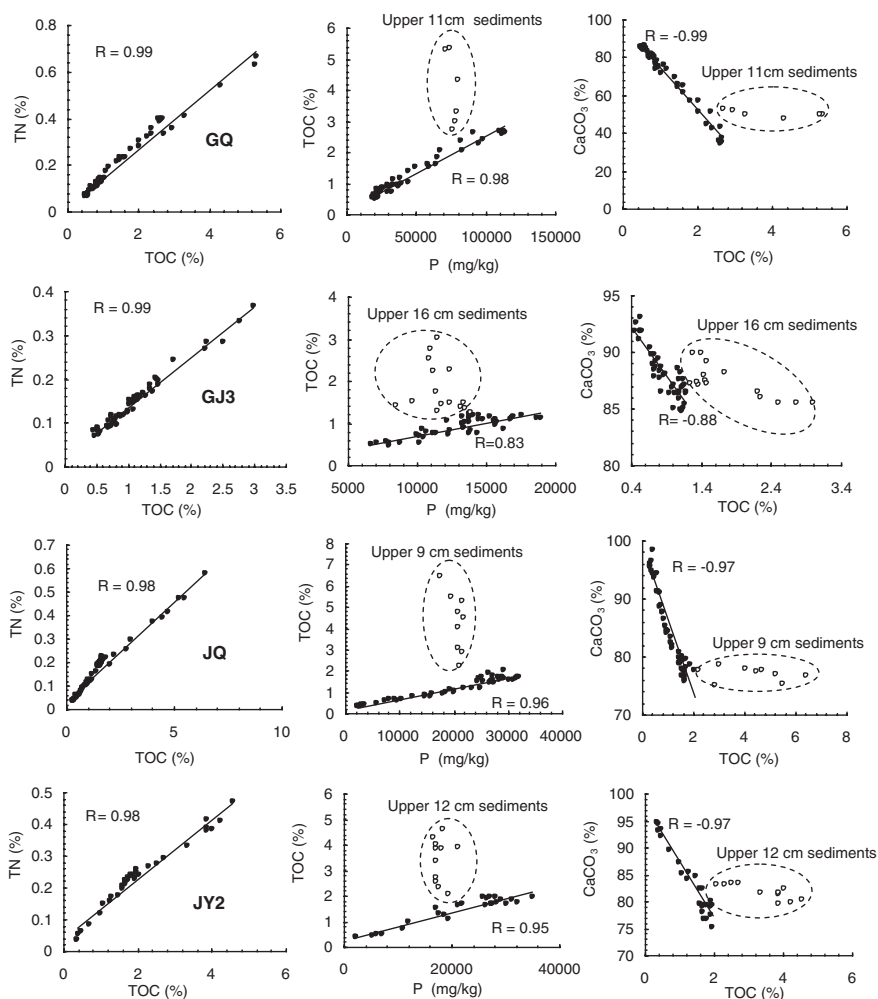 0.8
0.6
0.4
0.2
0
0 2 4 6
TN (%)
TOC (%)
R = 0.99
GQ
6
5
4
3
2
1
0
0 50000 100000 150000
TOC (%)
P (mg/kg)
Upper 11cm sediments
R = 0.98
100
80
60
40
20
0
0 2 4 6
CaCO3 (%)
TOC (%)
R = -0.99
Upper 11cm sediments
0.4
0.3
0.2
0.1
0
0 0.5 1 1.5 2 2.5 3 3.5
TN (%)
TOC (%)
R = 0.99
GJ3
4
3
2
1
0
5000 10000 15000 20000
TOC (%)
P (mg/kg)
Upper 16 cm sediments
R=0.83
95
90
85
80
0.4 1.4 2.4 3.4
CaCO3 (%)
TOC (%)
Upper 16 cm sediments
R= -0.88
0.7
0.6
0.5
0.4
0.3
0.2
0.1
0
0 5 10
TN (%)
TOC (%)
R = 0.98
JQ
8
7
6
5
4
3
2
1
0
0 10000 20000 30000 40000
TOC (%)
P (mg/kg)
Upper 9 cm sediments
R = 0.96
100
90
80
70
0 2 4 6 8
CaCO3 (%)
TOC (%)
R = -0.97
Upper 9 cm sediments
0.5
0.4
0.3
0.2
0.1
0
0 2 4 6
TN (%)
TOC (%)
R= 0.98
JY2
6
5
4
3
2
1
0
0 20000 40000
TOC (%)
P (mg/kg)
Upper 12 cm sediments
R = 0.95
100
95
90
85
80
75
70
0 2 4 6
CaCO3 (%)
TOC (%)
R = -0.97
Upper 12 cm sediments